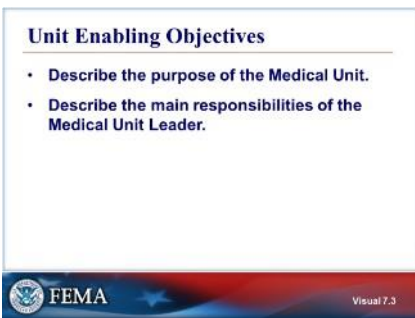 Unit Enabling Objectives
• Describe the purpose of the Medical Unit.
• Describe the main responsibilities of the
Medical Unit Leader.
FEMA
Visual 7.3